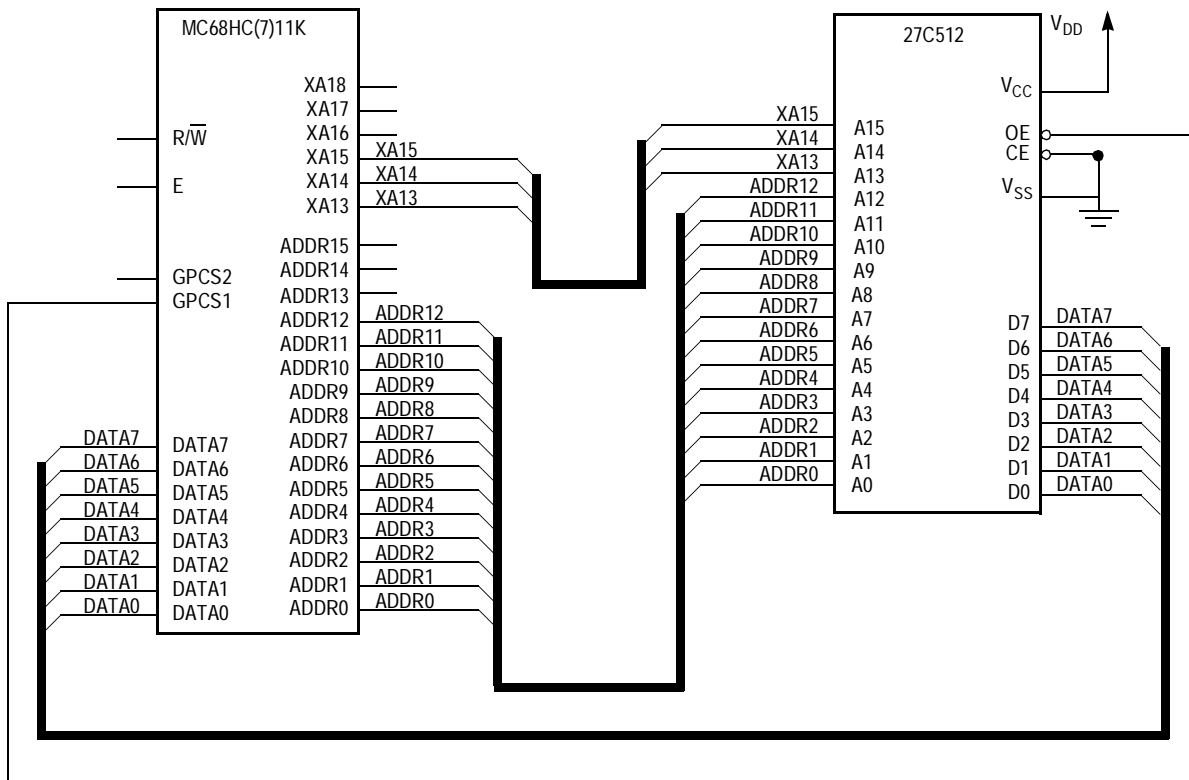 MC68HC(7)11K
XA18
XA17
XA16
XA15
XA14
XA13
R/W̅
E
ADDR15
ADDR14
ADDR13
GPCS2
GPCS1
ADDR12
ADDR11
ADDR10
ADDR9
ADDR8
ADDR7
ADDR6
ADDR5
ADDR4
ADDR3
ADDR2
ADDR1
ADDR0
DATA7
DATA6
DATA5
DATA4
DATA3
DATA2
DATA1
DATA0
DATA7
DATA6
DATA5
DATA4
DATA3
DATA2
DATA1
DATA0
XA15
XA14
XA13
ADDR12
ADDR11
ADDR10
ADDR9
ADDR8
ADDR7
ADDR6
ADDR5
ADDR4
ADDR3
ADDR2
ADDR1
ADDR0
XA15
XA14
XA13
ADDR12
ADDR11
ADDR10
ADDR9
ADDR8
ADDR7
ADDR6
ADDR5
ADDR4
ADDR3
ADDR2
ADDR1
ADDR0
27C512
A15
A14
A13
A12
A11
A10
A9
A8
A7
A6
A5
A4
A3
A2
A1
A0
VDD
VCC
OE
CE
VSS
D7
D6
D5
D4
D3
D2
D1
D0
DATA7
DATA6
DATA5
DATA4
DATA3
DATA2
DATA1
DATA0